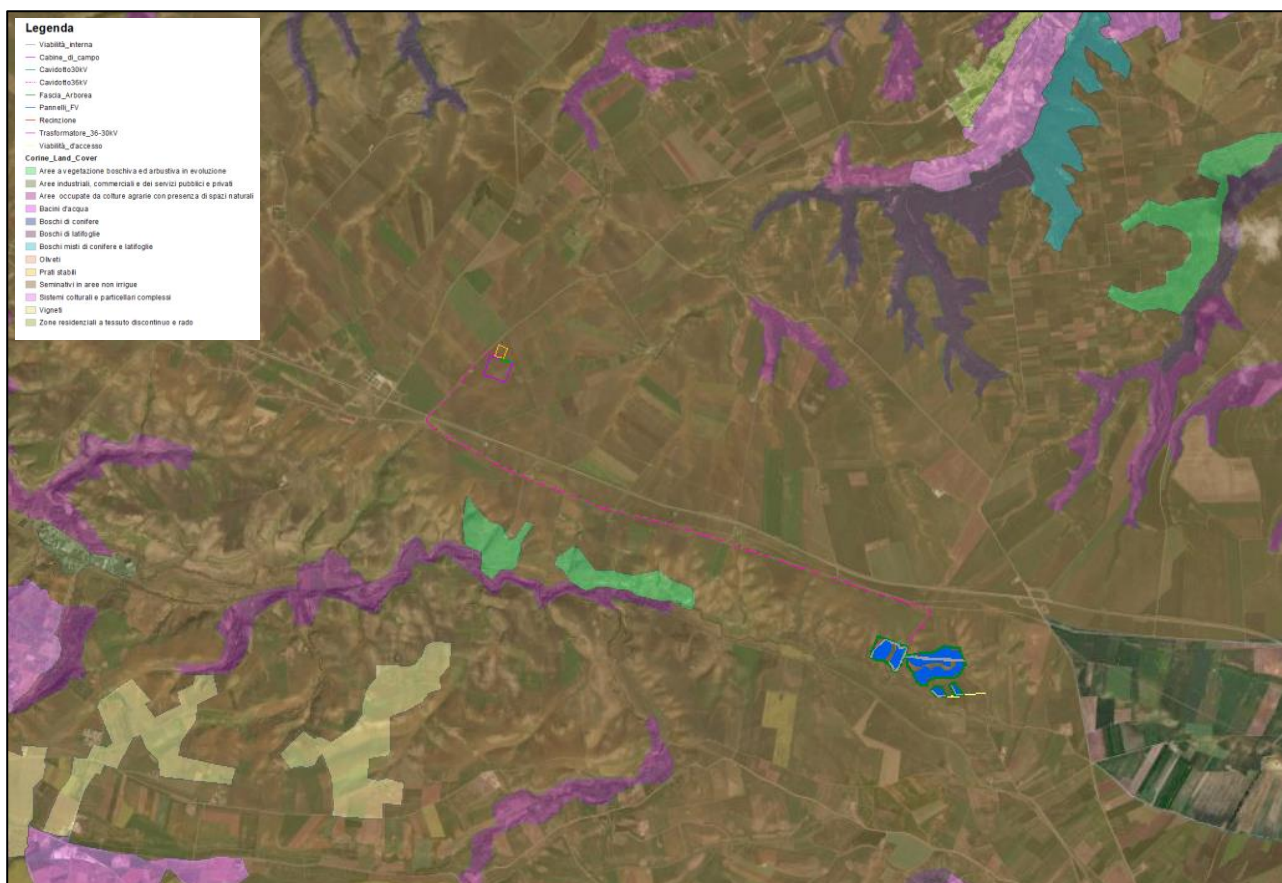 Legenda
Viabilità_interna
Cabine_di_campo
Cavidotto30kV
Cavidotto36kV
Fascia_Arborea
Pannelli_FV
Recinzione
Trasformatore_36-30kV
Viabilità_d'accesso
Corine_Land_Cover
Aree a vegetazione boschiva ed arbustiva in evoluzione
Aree industriali, commerciali e dei servizi pubblici e privati
Aree occupate da colture agrarie con presenza di spazi naturali
Bacini d'acqua
Boschi di conifere
Boschi di latifoglie
Boschi misti di conifere e latifoglie
Oliveti
Prati stabili
Seminativi in aree non irrigue
Sistemi colturali e particellari complessi
Vigneti
Zone residenziali a tessuto discontinuo e rado